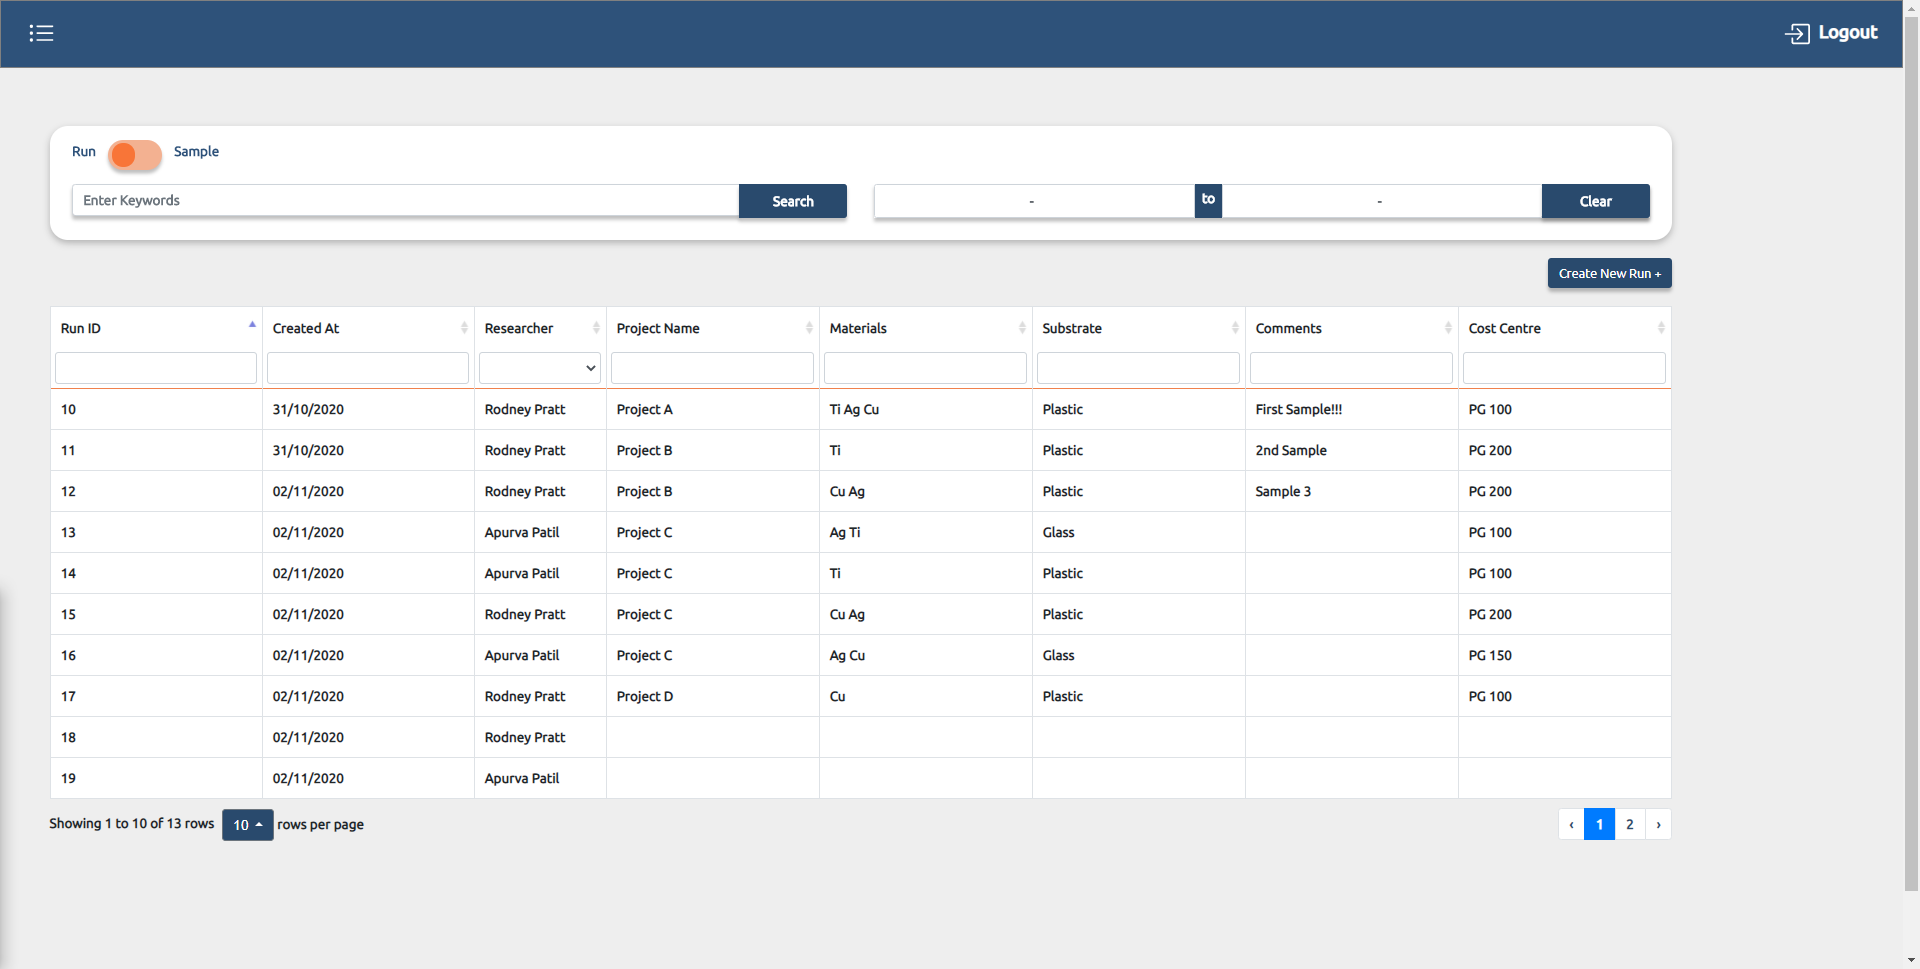 Logout
Run Sample
Enter Keywords Search - to - Clear
Create New Run +
Run ID Created At Researcher Project Name Materials Substrate Comments Cost Centre
10 31/10/2020 Rodney Pratt Project A Ti Ag Cu Plastic First Sample!!! PG 100
11 31/10/2020 Rodney Pratt Project B Ti Plastic 2nd Sample PG 200
12 02/11/2020 Rodney Pratt Project B Cu Ag Plastic Sample 3 PG 200
13 02/11/2020 Apurva Patil Project C Ag Ti Glass PG 100
14 02/11/2020 Apurva Patil Project C Ti Plastic PG 100
15 02/11/2020 Rodney Pratt Project C Cu Ag Plastic PG 200
16 02/11/2020 Apurva Patil Project C Ag Cu Glass PG 150
17 02/11/2020 Rodney Pratt Project D Cu Plastic PG 100
18 02/11/2020 Rodney Pratt
19 02/11/2020 Apurva Patil
Showing 1 to 10 of 13 rows 10 rows per page ‹ 1 2 ›